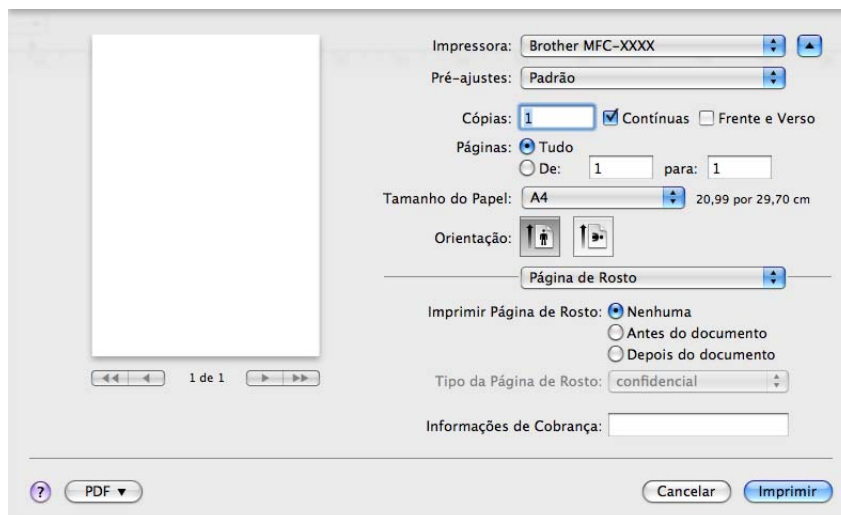 Impressora: Brother MFC-XXXX
Pré-ajustes: Padrão
Cópias: 1 Contínuas Frente e Verso
Páginas: Tudo
De: 1 para: 1
Tamanho do Papel: A4 20,99 por 29,70 cm
Orientação:
Página de Rosto
Imprimir Página de Rosto: Nenhuma
Antes do documento
Depois do documento
1 de 1
Tipo da Página de Rosto: confidencial
Informações de Cobrança:
? PDF Cancelar Imprimir